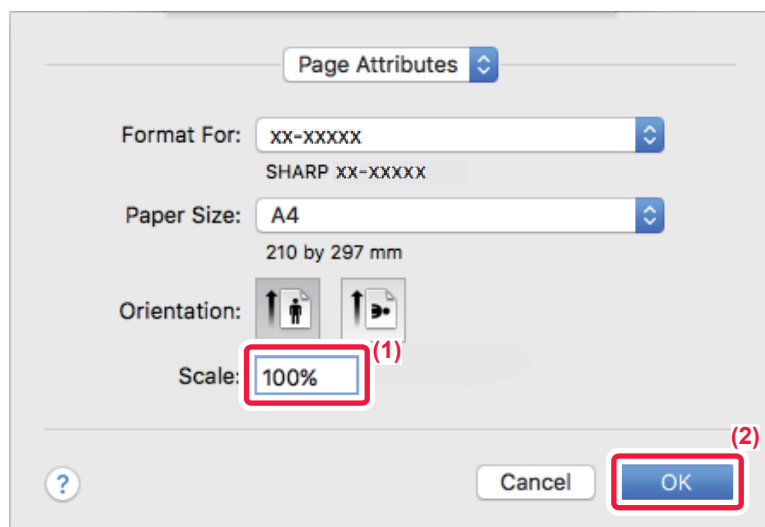 Page Attributes
Format For: xx-xxxxx
SHARP xx-xxxxx
Paper Size: A4
210 by 297 mm
Orientation:
(1)
Scale: 100%
(2)
? Cancel OK